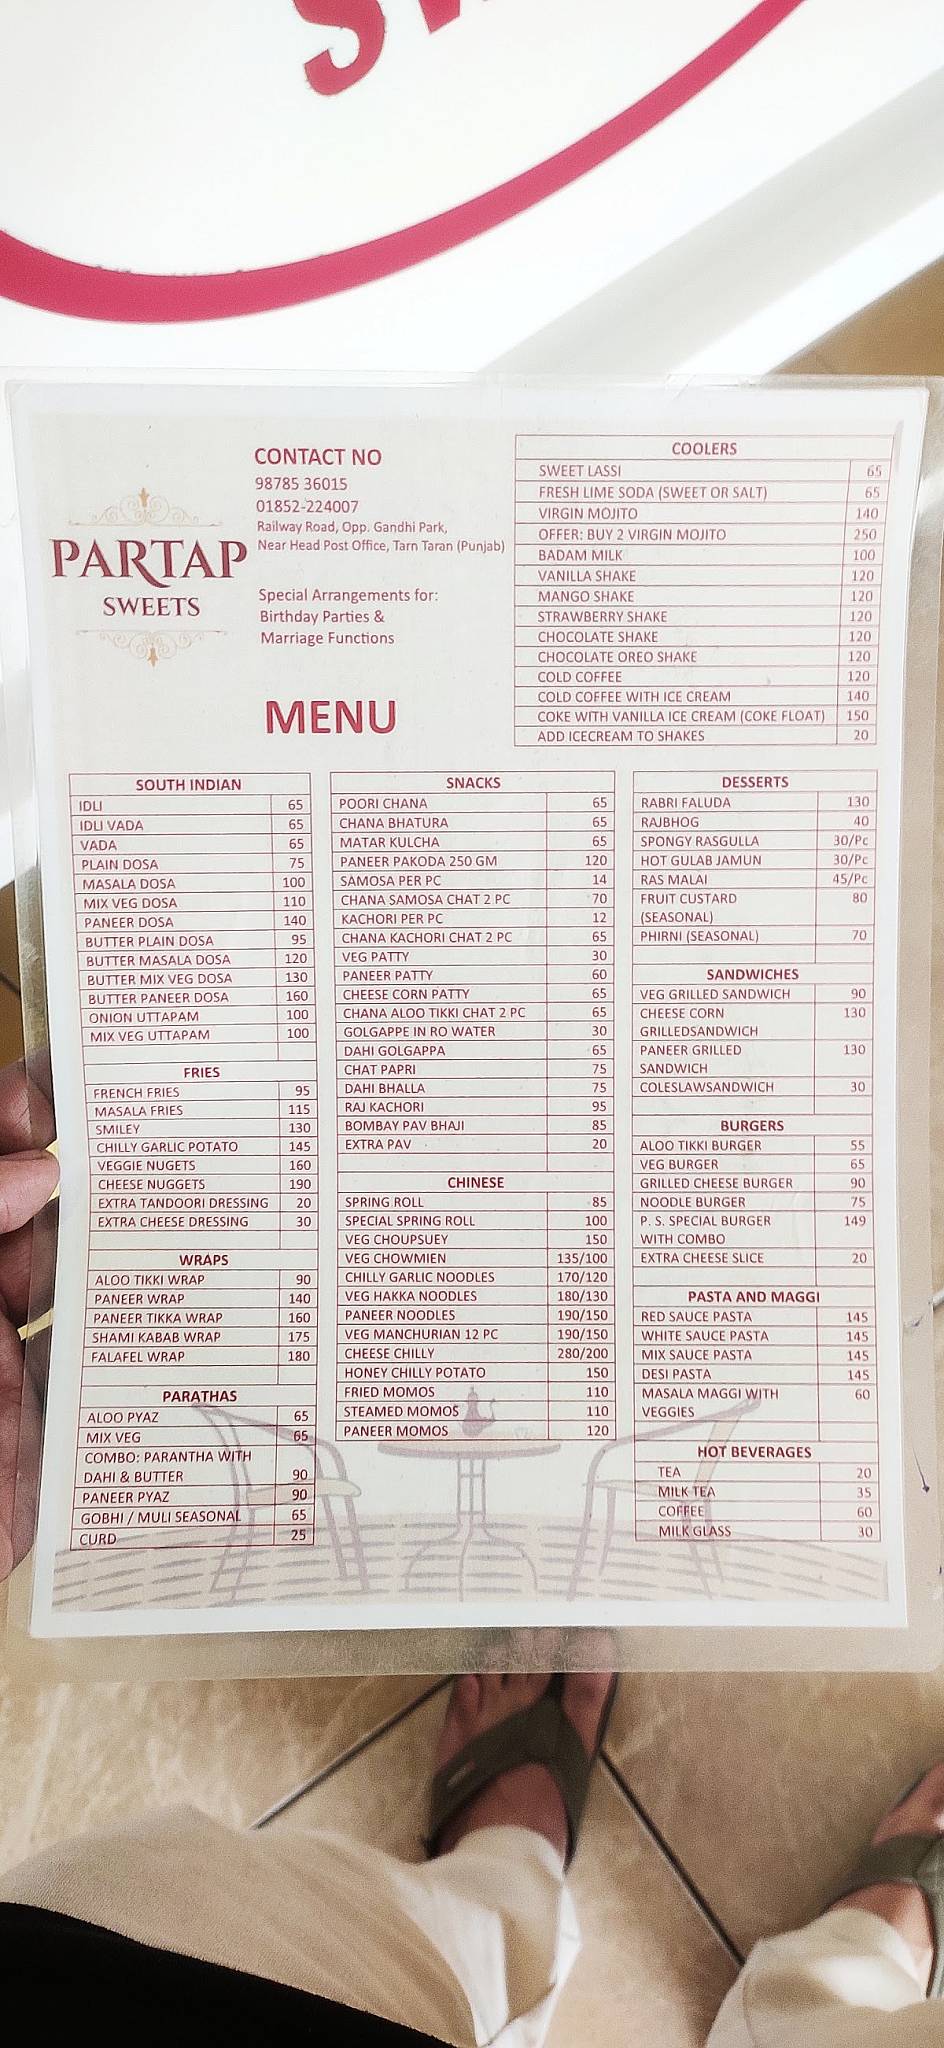 PARTAP
SWEETS
CONTACT NO
98785 36015
01852-224007
Railway Road, Opp. Gandhi Park,
Near Head Post Office, Tarn Taran (Punjab)
Special Arrangements for:
Birthday Parties &
Marriage Functions
MENU
COOLERS
SWEET LASSI 65
FRESH LIME SODA (SWEET OR SALT) 65
VIRGIN MOJITO 140
OFFER: BUY 2 VIRGIN MOJITO 250
BADAM MILK 100
VANILLA SHAKE 120
MANGO SHAKE 120
STRAWBERRY SHAKE 120
CHOCOLATE SHAKE 120
CHOCOLATE OREO SHAKE 120
COLD COFFEE 120
COLD COFFEE WITH ICE CREAM 140
COKE WITH VANILLA ICE CREAM (COKE FLOAT) 150
ADD ICECREAM TO SHAKES 20
SOUTH INDIAN
IDLI 65
IDLI VADA 65
VADA 65
PLAIN DOSA 75
MASALA DOSA 100
MIX VEG DOSA 110
PANEER DOSA 140
BUTTER PLAIN DOSA 95
BUTTER MASALA DOSA 120
BUTTER MIX VEG DOSA 130
BUTTER PANEER DOSA 160
ONION UTTAPAM 100
MIX VEG UTTAPAM 100
FRIES
FRENCH FRIES 95
MASALA FRIES 115
SMILEY 130
CHILLY GARLIC POTATO 145
VEGGIE NUGETS 160
CHEESE NUGGETS 190
EXTRA TANDOORI DRESSING 20
EXTRA CHEESE DRESSING 30
WRAPS
ALOO TIKKI WRAP 90
PANEER WRAP 140
PANEER TIKKA WRAP 160
SHAMI KABAB WRAP 175
FALAFEL WRAP 180
PARATHAS
ALOO PYAZ 65
MIX VEG 65
COMBO: PARANTHA WITH
DAHI & BUTTER 90
PANEER PYAZ 90
GOBHI / MULI SEASONAL 65
CURD 25
SNACKS
POORI CHANA 65
CHANA BHATURA 65
MATAR KULCHA 65
PANEER PAKODA 250 GM 120
SAMOSA PER PC 14
CHANA SAMOSA CHAT 2 PC 70
KACHORI PER PC 12
CHANA KACHORI CHAT 2 PC 65
VEG PATTY 30
PANEER PATTY 60
CHEESE CORN PATTY 65
CHANA ALOO TIKKI CHAT 2 PC 65
GOLGAPPE IN RO WATER 30
DAHI GOLGAPPA 65
CHAT PAPRI 75
DAHI BHALLA 75
RAJ KACHORI 95
BOMBAY PAV BHAJI 85
EXTRA PAV 20
CHINESE
SPRING ROLL 85
SPECIAL SPRING ROLL 100
VEG CHOUPSUEY 150
VEG CHOWMIEN 135/100
CHILLY GARLIC NOODLES 170/120
VEG HAKKA NOODLES 180/130
PANEER NOODLES 190/150
VEG MANCHURIAN 12 PC 190/150
CHEESE CHILLY 280/200
HONEY CHILLY POTATO 150
FRIED MOMOS 110
STEAMED MOMOS 110
PANEER MOMOS 120
DESSERTS
RABRI FALUDA 130
RAJBHOG 40
SPONGY RASGULLA 30/Pc
HOT GULAB JAMUN 30/Pc
RAS MALAI 45/Pc
FRUIT CUSTARD 80
(SEASONAL)
PHIRNI (SEASONAL) 70
SANDWICHES
VEG GRILLED SANDWICH 90
CHEESE CORN 130
GRILLEDSANDWICH
PANEER GRILLED 130
SANDWICH
COLESLAWSANDWICH 30
BURGERS
ALOO TIKKI BURGER 55
VEG BURGER 65
GRILLED CHEESE BURGER 90
NOODLE BURGER 75
P. S. SPECIAL BURGER 149
WITH COMBO
EXTRA CHEESE SLICE 20
PASTA AND MAGGI
RED SAUCE PASTA 145
WHITE SAUCE PASTA 145
MIX SAUCE PASTA 145
DESI PASTA 145
MASALA MAGGI WITH 60
VEGGIES
HOT BEVERAGES
TEA 20
MILK TEA 35
COFFEE 60
MILK GLASS 30